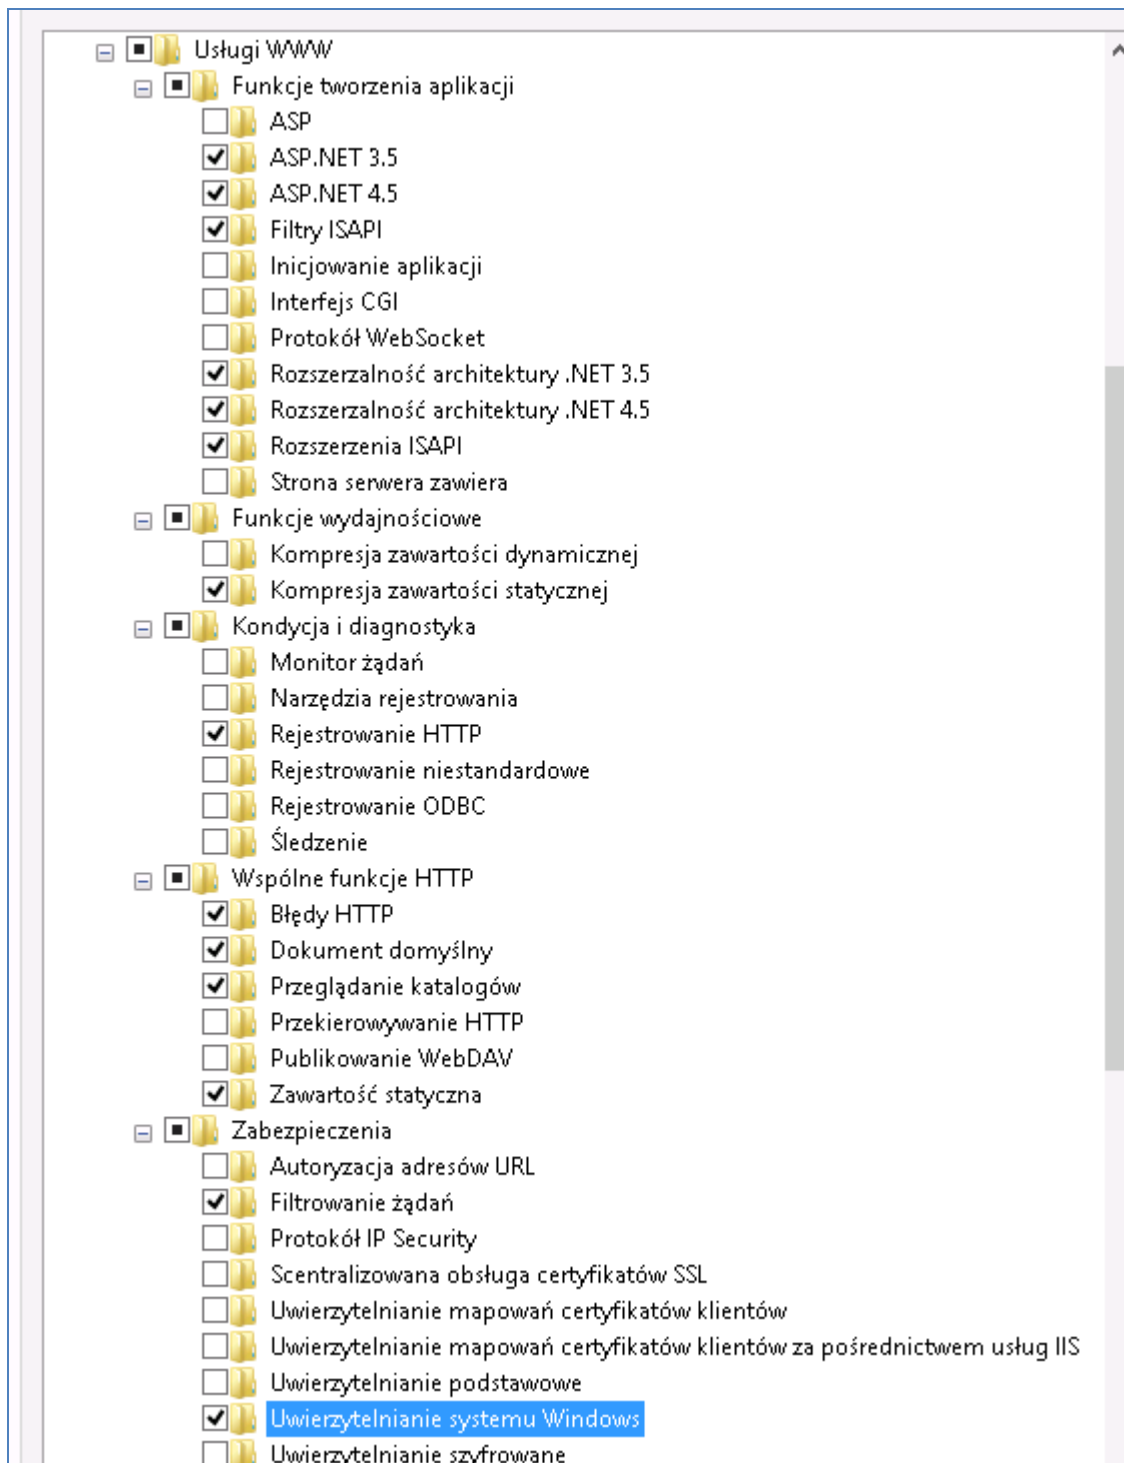 Usługi WWW
Funkcje tworzenia aplikacji
ASP
ASP.NET 3.5
ASP.NET 4.5
Filtry ISAPI
Inicjowanie aplikacji
Interfejs CGI
Protokół WebSocket
Rozszerzalność architektury .NET 3.5
Rozszerzalność architektury .NET 4.5
Rozszerzenia ISAPI
Strona serwera zawiera
Funkcje wydajnościowe
Kompresja zawartości dynamicznej
Kompresja zawartości statycznej
Kondycja i diagnostyka
Monitor żądań
Narzędzia rejestrowania
Rejestrowanie HTTP
Rejestrowanie niestandardowe
Rejestrowanie ODBC
Śledzenie
Wspólne funkcje HTTP
Błędy HTTP
Dokument domyślny
Przeglądanie katalogów
Przekierowywanie HTTP
Publikowanie WebDAV
Zawartość statyczna
Zabezpieczenia
Autoryzacja adresów URL
Filtrowanie żądań
Protokół IP Security
Scentralizowana obsługa certyfikatów SSL
Uwierzytelnianie mapowań certyfikatów klientów
Uwierzytelnianie mapowań certyfikatów klientów za pośrednictwem usług IIS
Uwierzytelnianie podstawowe
Uwierzytelnianie systemu Windows
Uwierzytelnianie szyfrowane